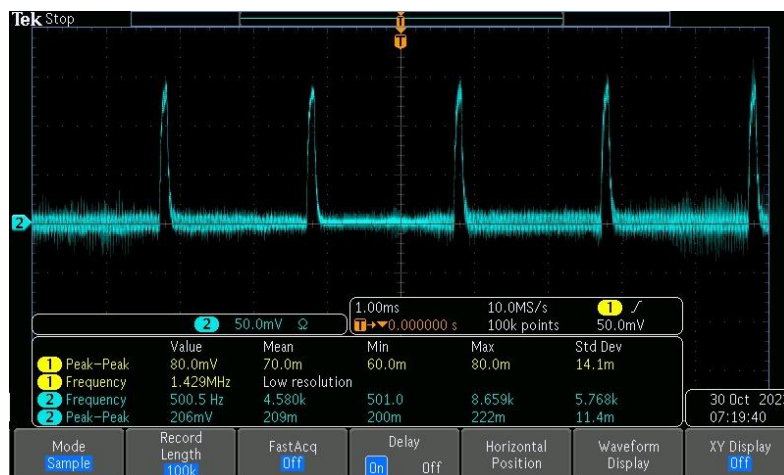 Tek Stop
T
T
2
2 50.0mV Ω
1.00ms 10.0MS/s 1
T→▼0.000000 s 100k points 50.0mV
Value Mean Min Max Std Dev
1 Peak-Peak 80.0mV 70.0m 60.0m 80.0m 14.1m
1 Frequency 1.429MHz Low resolution
2 Frequency 500.5 Hz 4.580k 501.0 8.659k 5.768k
2 Peak-Peak 206mV 209m 200m 222m 11.4m
30 Oct 202
07:19:40
Mode
Sample
Record
Length
100k
FastAcq
Off
Delay
On Off
Horizontal
Position
Waveform
Display
XY Display
Off